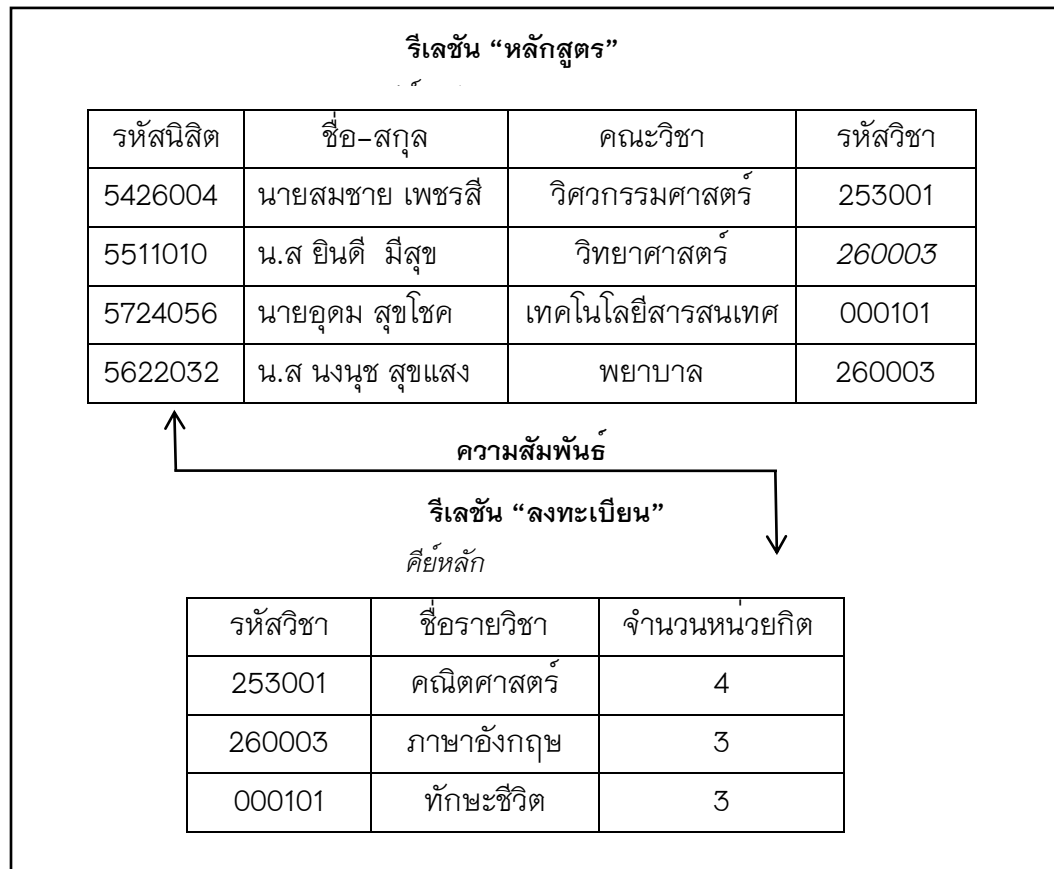 รีเลชัน “หลักสูตร”
รหัสนิสิต ชื่อ-สกุล คณะวิชา รหัสวิชา
5426004 นายสมชาย เพชรสี วิศวกรรมศาสตร์ 253001
5511010 น.ส ยินดี มีสุข วิทยาศาสตร์ 260003
5724056 นายอุดม สุขโชค เทคโนโลยีสารสนเทศ 000101
5622032 น.ส นงนุช สุขแสง พยาบาล 260003
ความสัมพันธ์
รีเลชัน “ลงทะเบียน”
คีย์หลัก
รหัสวิชา ชื่อรายวิชา จำนวนหน่วยกิต
253001 คณิตศาสตร์ 4
260003 ภาษาอังกฤษ 3
000101 ทักษะชีวิต 3